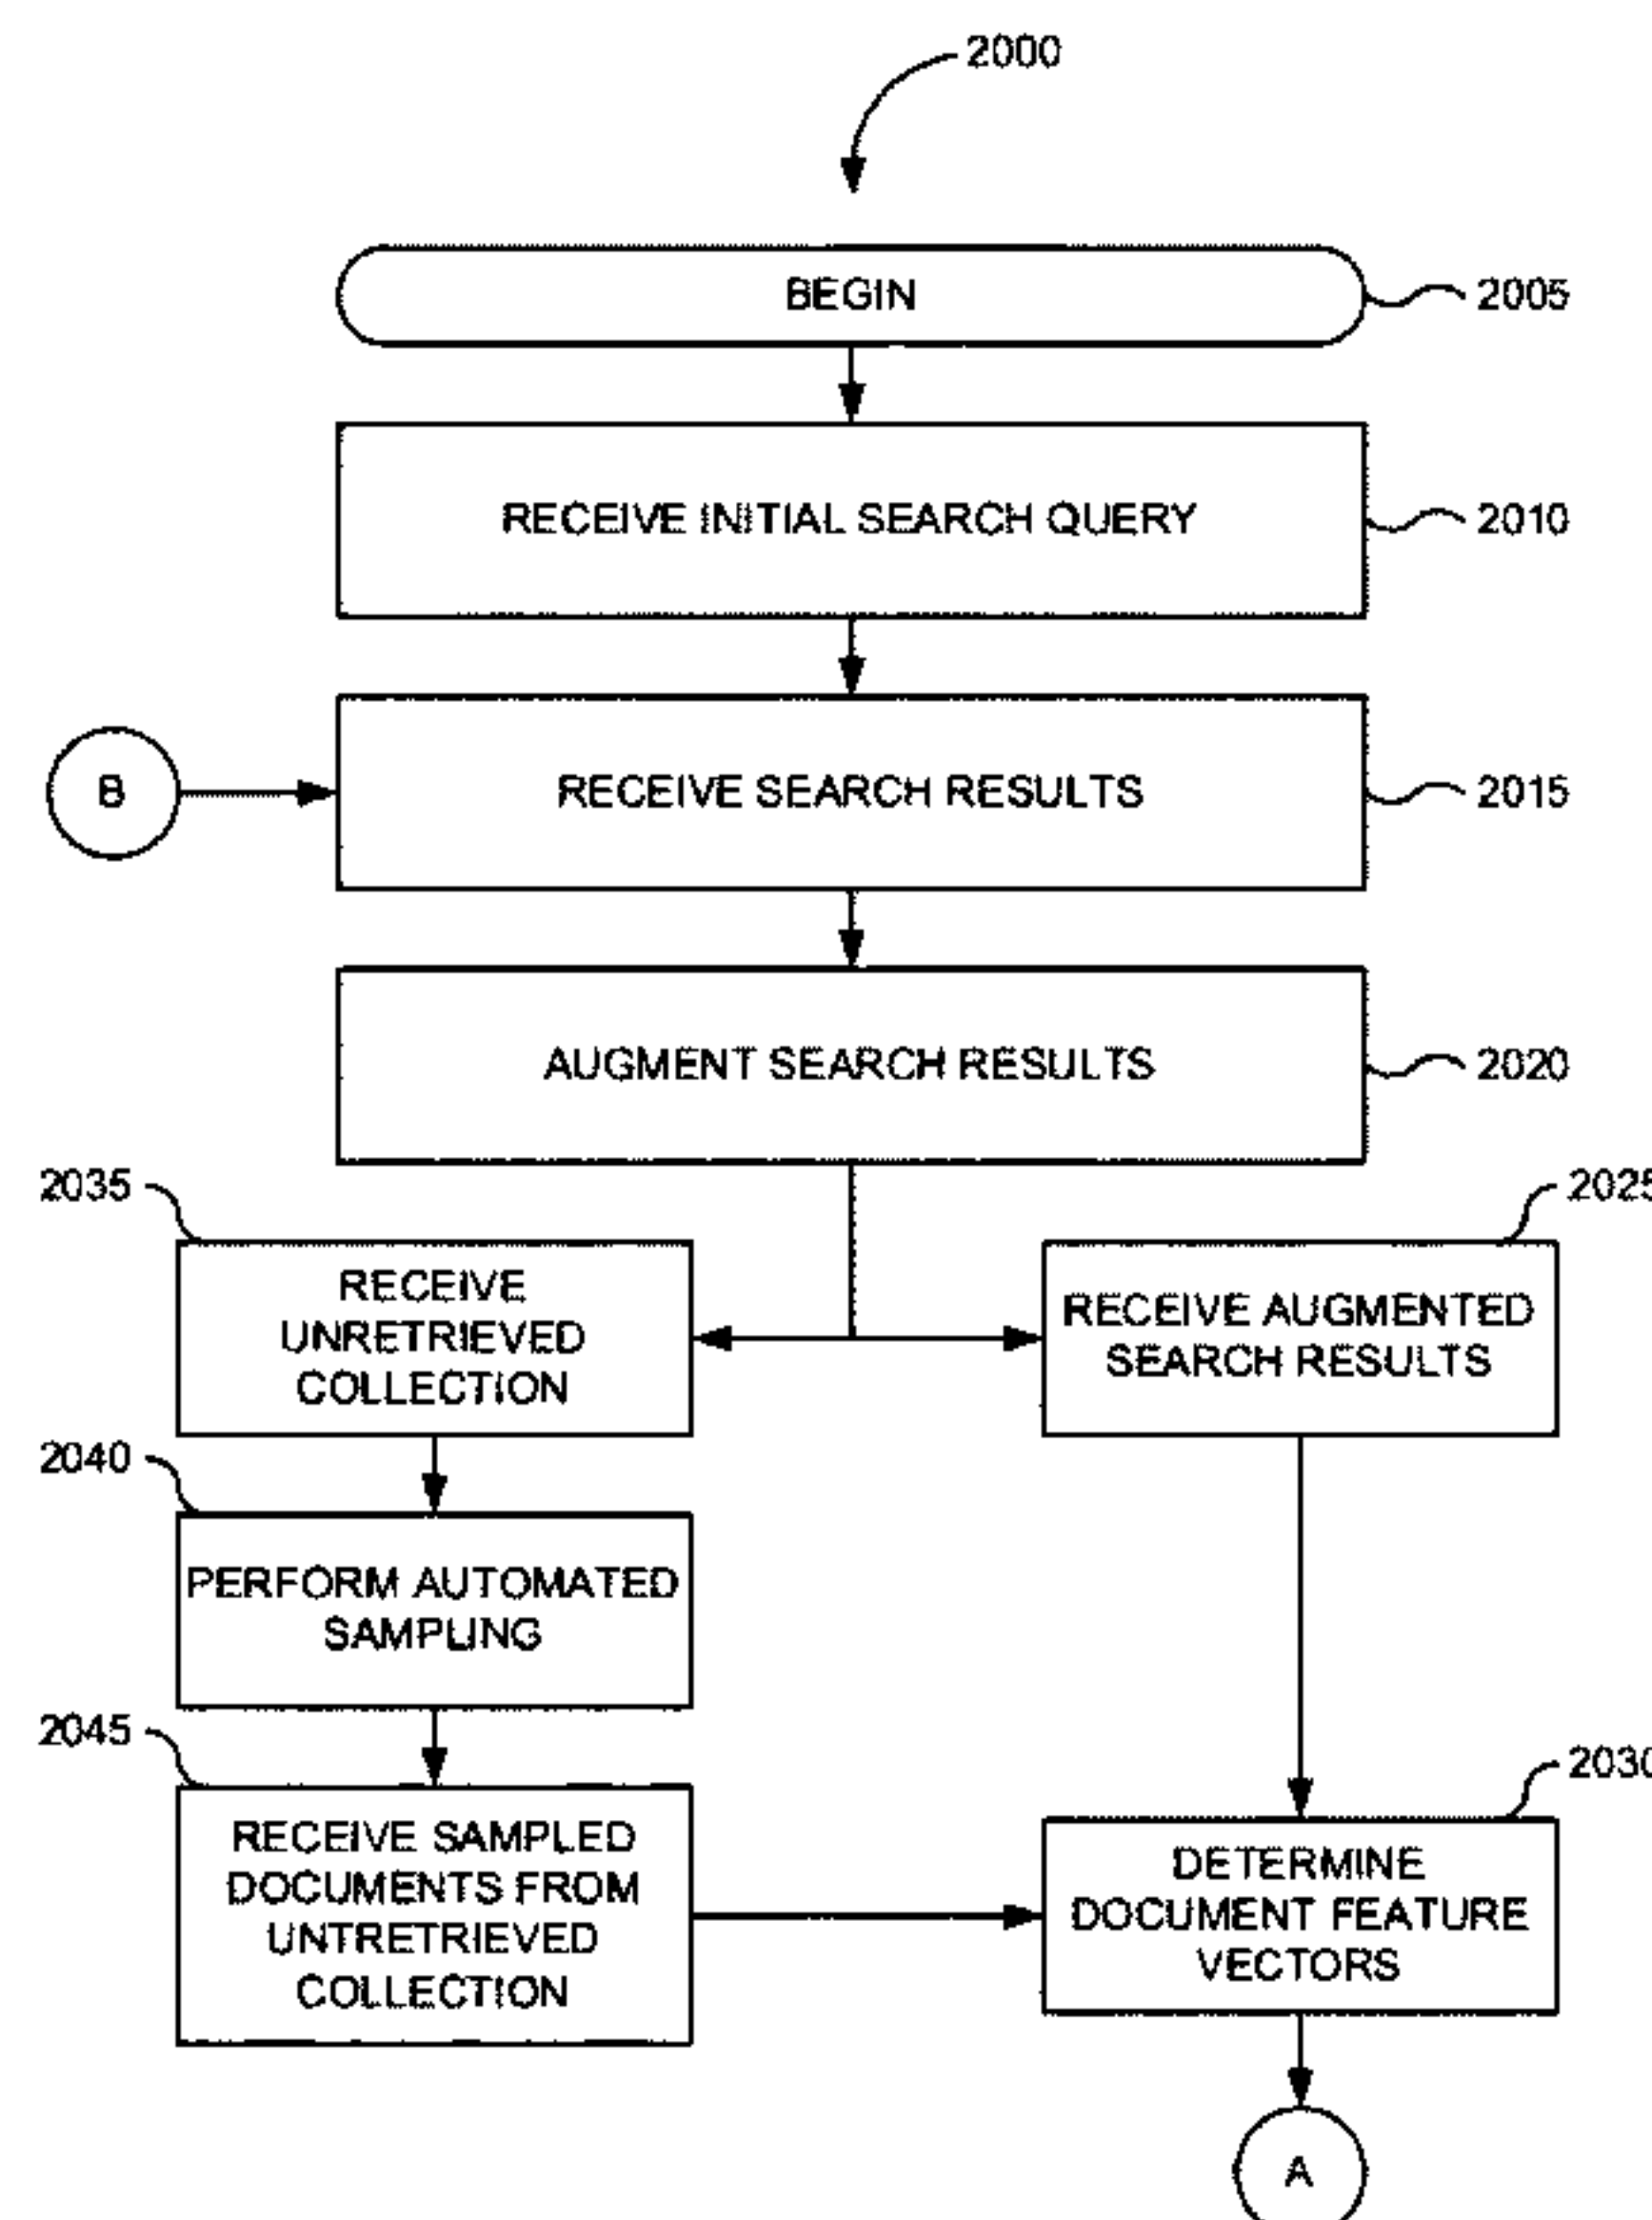 2000
BEGIN
2005
RECEIVE INITIAL SEARCH QUERY
2010
B
RECEIVE SEARCH RESULTS
2015
AUGMENT SEARCH RESULTS
2020
2035
2025
RECEIVE
UNRETRIEVED
COLLECTION
RECEIVE AUGMENTED
SEARCH RESULTS
2040
PERFORM AUTOMATED
SAMPLING
2045
2030
RECEIVE SAMPLED
DOCUMENTS FROM
UNTRETRIEVED
COLLECTION
DETERMINE
DOCUMENT FEATURE
VECTORS
A